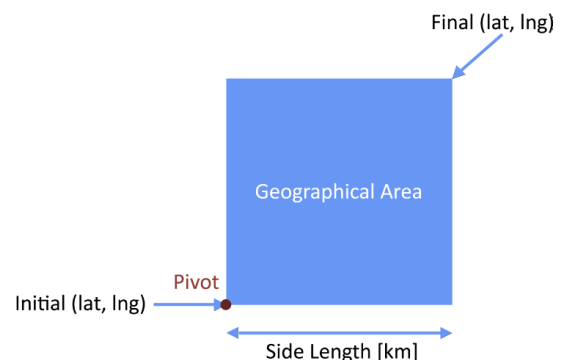 Final (lat, lng)
Geographical Area
Pivot
Initial (lat, lng)
Side Length [km]